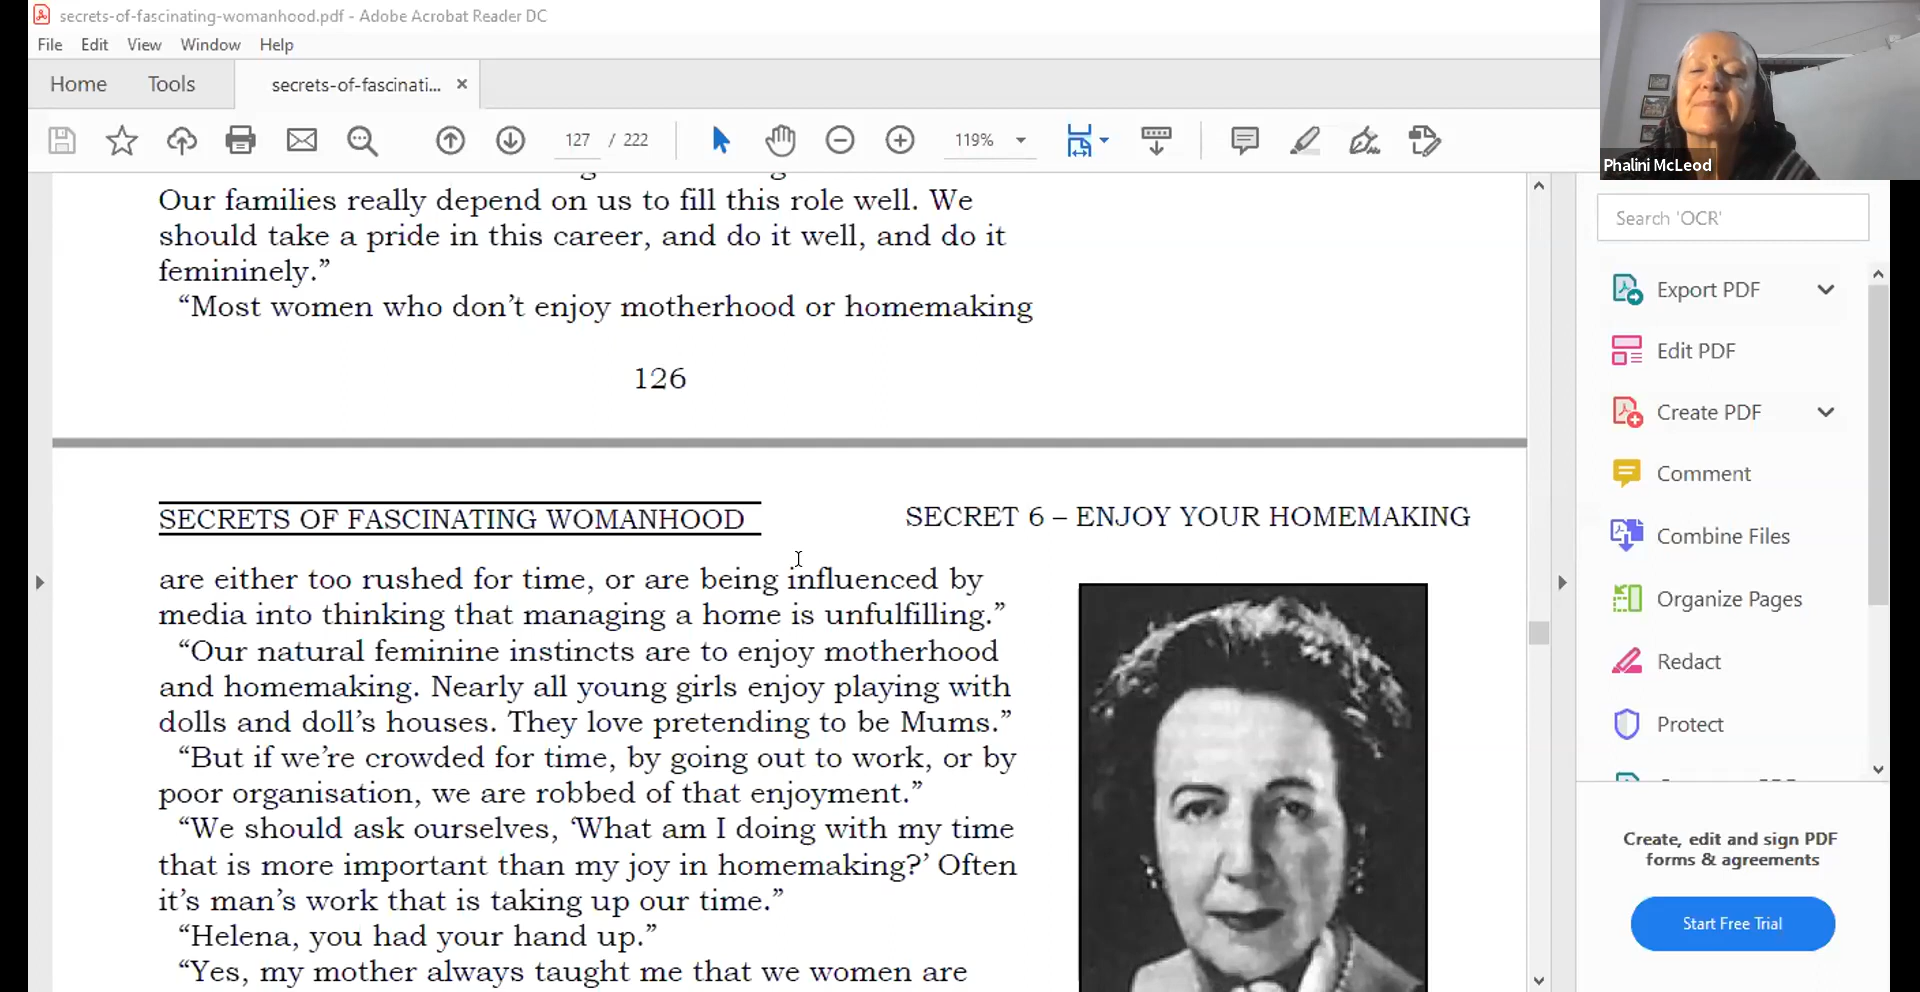 secrets-of-fascinating-womanhood.pdf - Adobe Acrobat Reader DC
File Edit View Window Help
Home Tools secrets-of-fascinati... ×
127 / 222 119%
Phalini McLeod
Our families really depend on us to fill this role well. We
should take a pride in this career, and do it well, and do it
femininely.”
“Most women who don’t enjoy motherhood or homemaking
126
SECRETS OF FASCINATING WOMANHOOD SECRET 6 – ENJOY YOUR HOMEMAKING
are either too rushed for time, or are being influenced by
media into thinking that managing a home is unfulfilling.”
“Our natural feminine instincts are to enjoy motherhood
and homemaking. Nearly all young girls enjoy playing with
dolls and doll’s houses. They love pretending to be Mums.”
“But if we’re crowded for time, by going out to work, or by
poor organisation, we are robbed of that enjoyment.”
“We should ask ourselves, ‘What am I doing with my time
that is more important than my joy in homemaking?’ Often
it’s man’s work that is taking up our time.”
“Helena, you had your hand up.”
“Yes, my mother always taught me that we women are
Search 'OCR'
Export PDF
Edit PDF
Create PDF
Comment
Combine Files
Organize Pages
Redact
Protect
Create, edit and sign PDF
forms & agreements
Start Free Trial